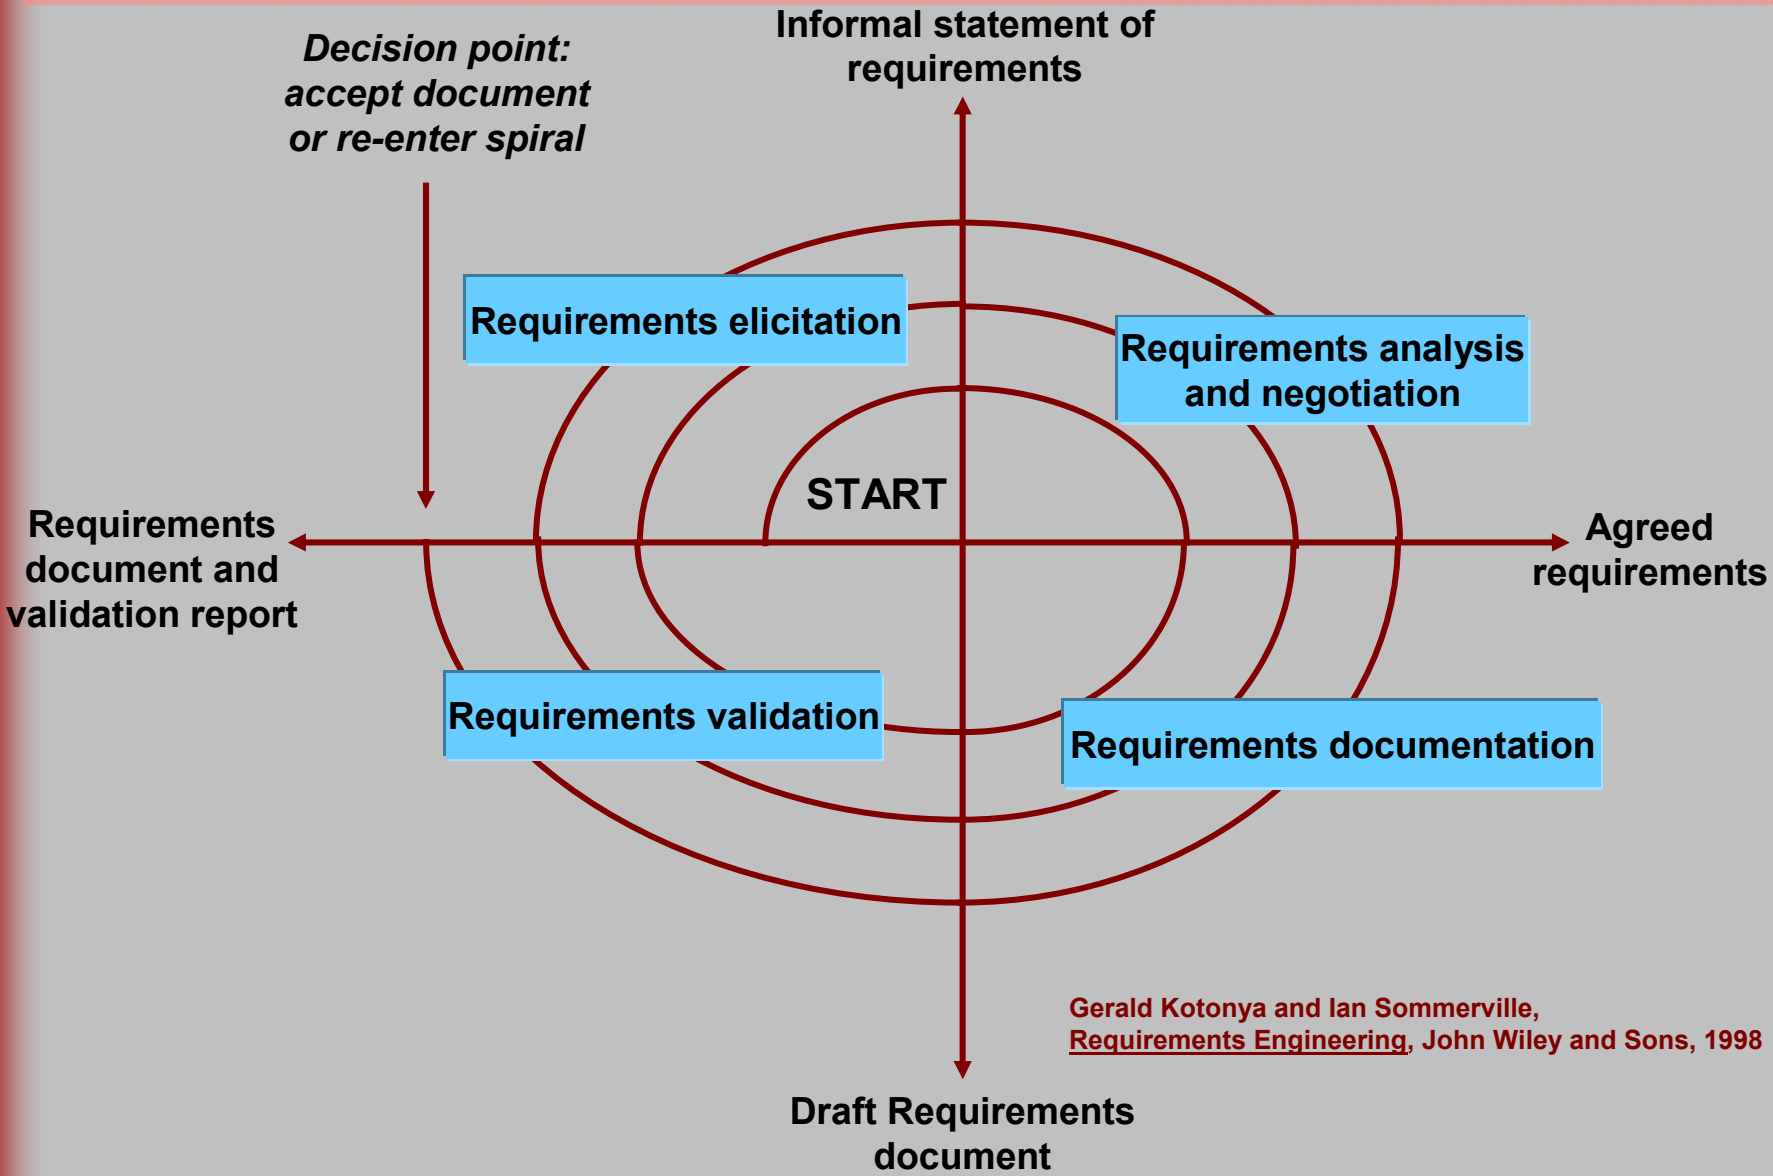 Informal statement of
requirements
Decision point:
accept document
or re-enter spiral
Requirements elicitation
Requirements analysis
and negotiation
START
Requirements
document and
validation report
Agreed
requirements
Requirements validation
Requirements documentation
Gerald Kotonya and Ian Sommerville,
Requirements Engineering, John Wiley and Sons, 1998
Draft Requirements
document